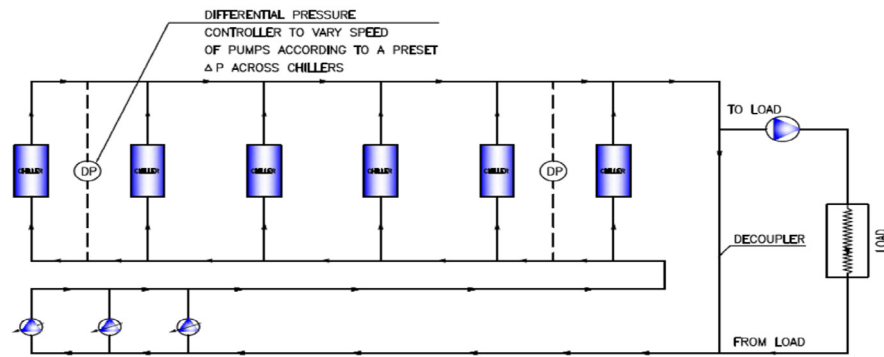 DIFFERENTIAL PRESSURE
CONTROLLER TO VARY SPEED
OF PUMPS ACCORDING TO A PRESET
△ P ACROSS CHILLERS
TO LOAD
CHILLER
DP
CHILLER
CHILLER
CHILLER
CHILLER
DP
CHILLER
DECOUPLER
LOAD
FROM LOAD